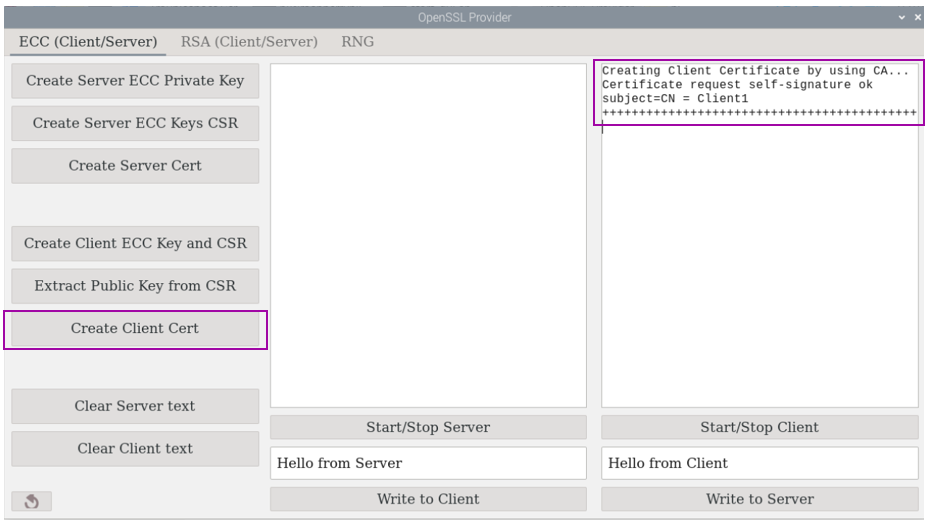 OpenSSL Provider
ECC (Client/Server)
RSA (Client/Server)
RNG
Create Server ECC Private Key
Create Server ECC Keys CSR
Create Server Cert
Create Client ECC Key and CSR
Extract Public Key from CSR
Create Client Cert
Clear Server text
Clear Client text
Start/Stop Server
Hello from Server
Write to Client
Creating Client Certificate by using CA...
Certificate request self-signature ok
subject=CN = Client1
+++++++++++++++++++++++++++++++++++++++++++
Start/Stop Client
Hello from Client
Write to Server